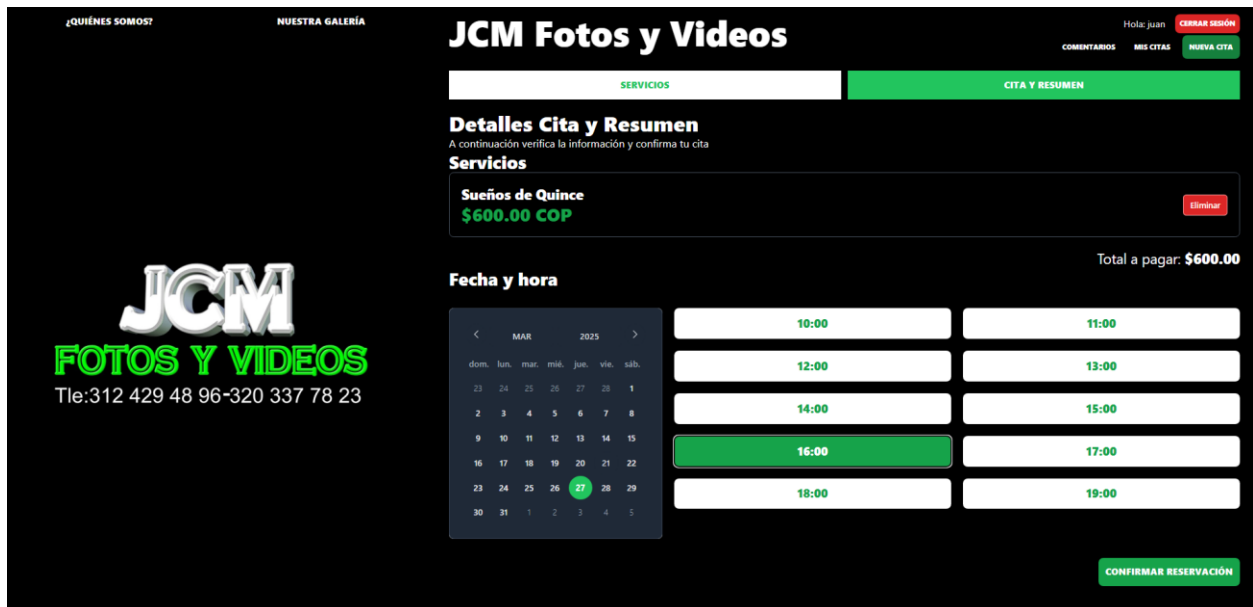 ¿QUIÉNES SOMOS?
NUESTRA GALERÍA
JCM
FOTOS Y VIDEOS
Tle:312 429 48 96-320 337 78 23
JCM Fotos y Videos
Hola: juan
CERRAR SESIÓN
COMENTARIOS
MIS CITAS
NUEVA CITA
SERVICIOS
CITA Y RESUMEN
Detalles Cita y Resumen
A continuación verifica la información y confirma tu cita
Servicios
Sueños de Quince
$600.00 COP
Eliminar
Total a pagar: $600.00
Fecha y hora
MAR 2025
dom. lun. mar. mié. jue. vie. sáb.
23 24 25 26 27 28 1
2 3 4 5 6 7 8
9 10 11 12 13 14 15
16 17 18 19 20 21 22
23 24 25 26 27 28 29
30 31 1 2 3 4 5
10:00 11:00
12:00 13:00
14:00 15:00
16:00 17:00
18:00 19:00
CONFIRMAR RESERVACIÓN